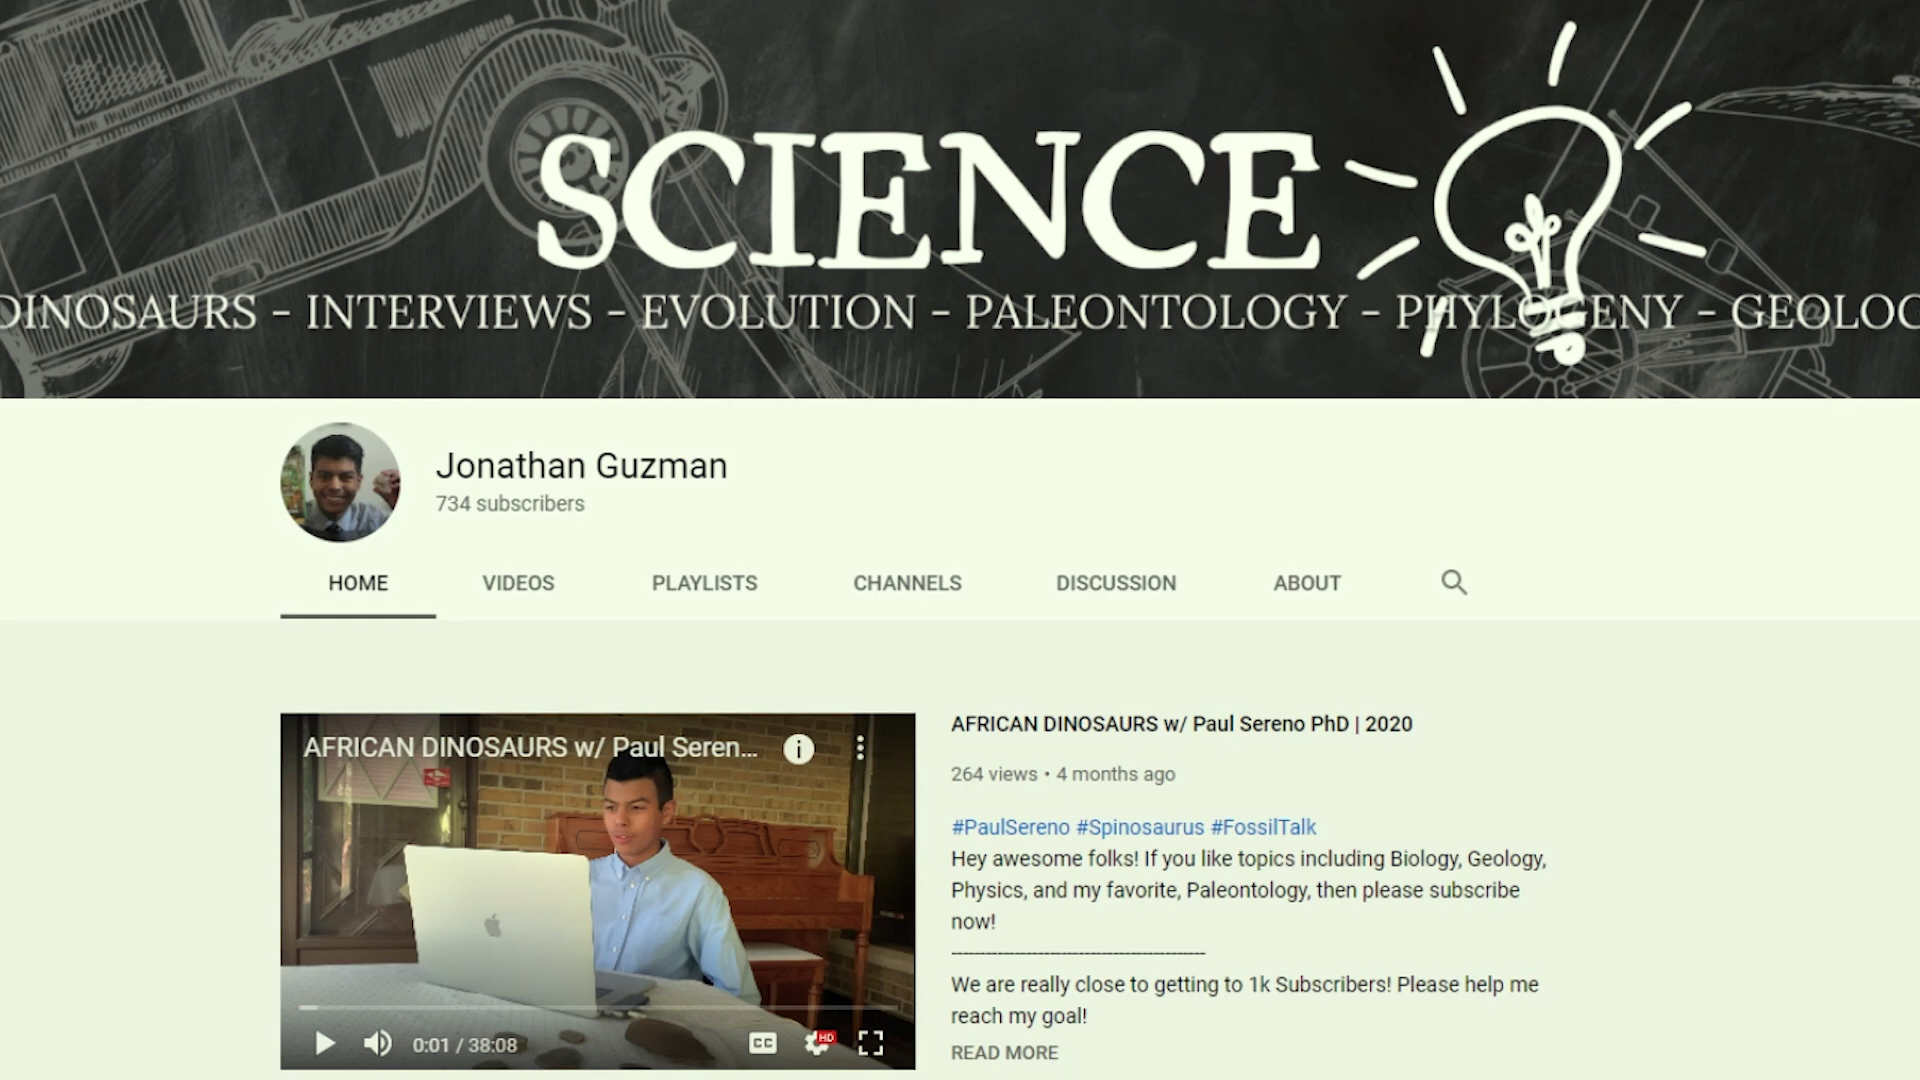 SCIENCE
DINOSAURS - INTERVIEWS - EVOLUTION - PALEONTOLOGY - PHYLOGENY - GEOLOG
Jonathan Guzman
734 subscribers
HOME VIDEOS PLAYLISTS CHANNELS DISCUSSION ABOUT
AFRICAN DINOSAURS w/ Paul Seren...
0:01 / 38:08
CC
HD
AFRICAN DINOSAURS w/ Paul Sereno PhD | 2020
264 views • 4 months ago
#PaulSereno #Spinosaurus #FossilTalk
Hey awesome folks! If you like topics including Biology, Geology,
Physics, and my favorite, Paleontology, then please subscribe
now!
----------------------------------------------
We are really close to getting to 1k Subscribers! Please help me
reach my goal!
READ MORE